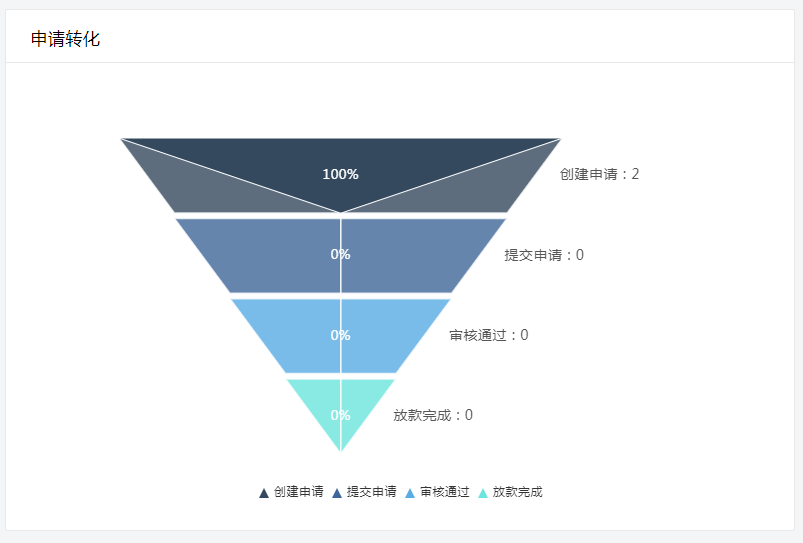 申请转化
100%
创建申请：2
0%
提交申请：0
0%
审核通过：0
0%
放款完成：0
创建申请 提交申请 审核通过 放款完成